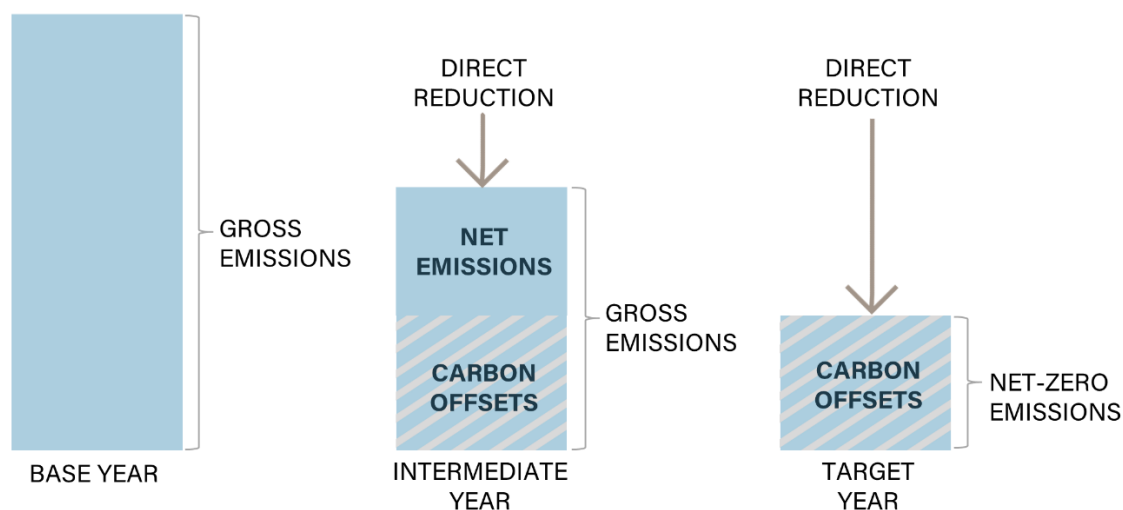 GROSS
EMISSIONS
BASE YEAR
DIRECT
REDUCTION
NET
EMISSIONS
CARBON
OFFSETS
GROSS
EMISSIONS
INTERMEDIATE
YEAR
DIRECT
REDUCTION
CARBON
OFFSETS
NET-ZERO
EMISSIONS
TARGET
YEAR